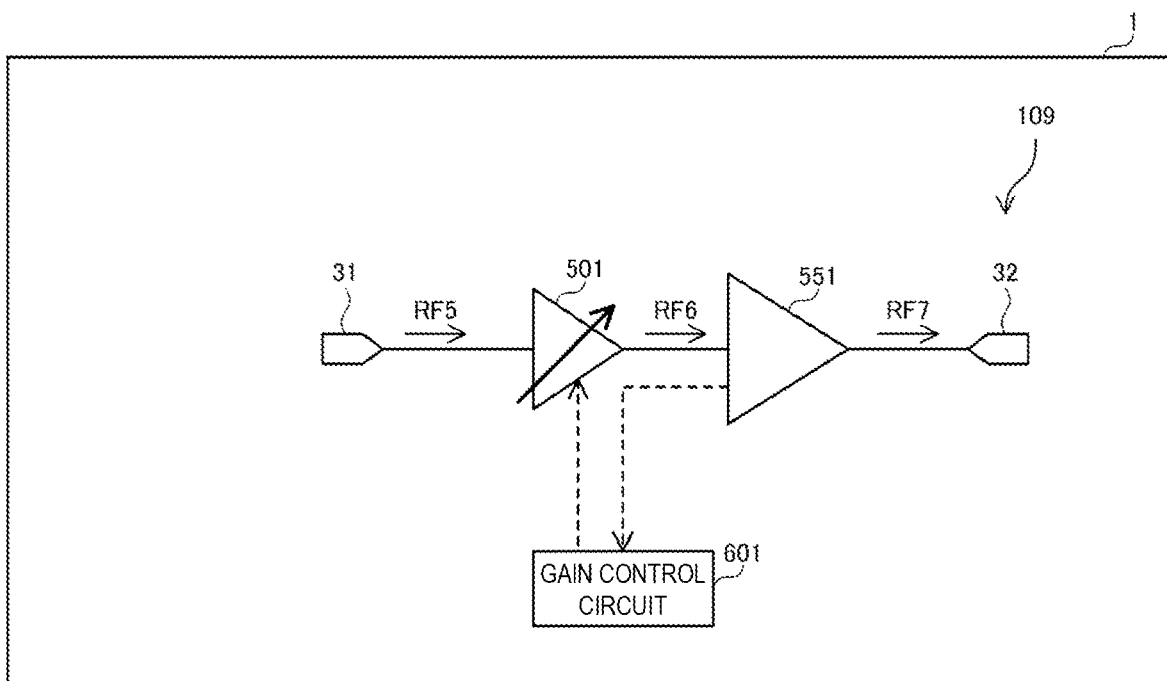 1
109
31
RF5
501
RF6
551
RF7
32
GAIN CONTROL
CIRCUIT
601